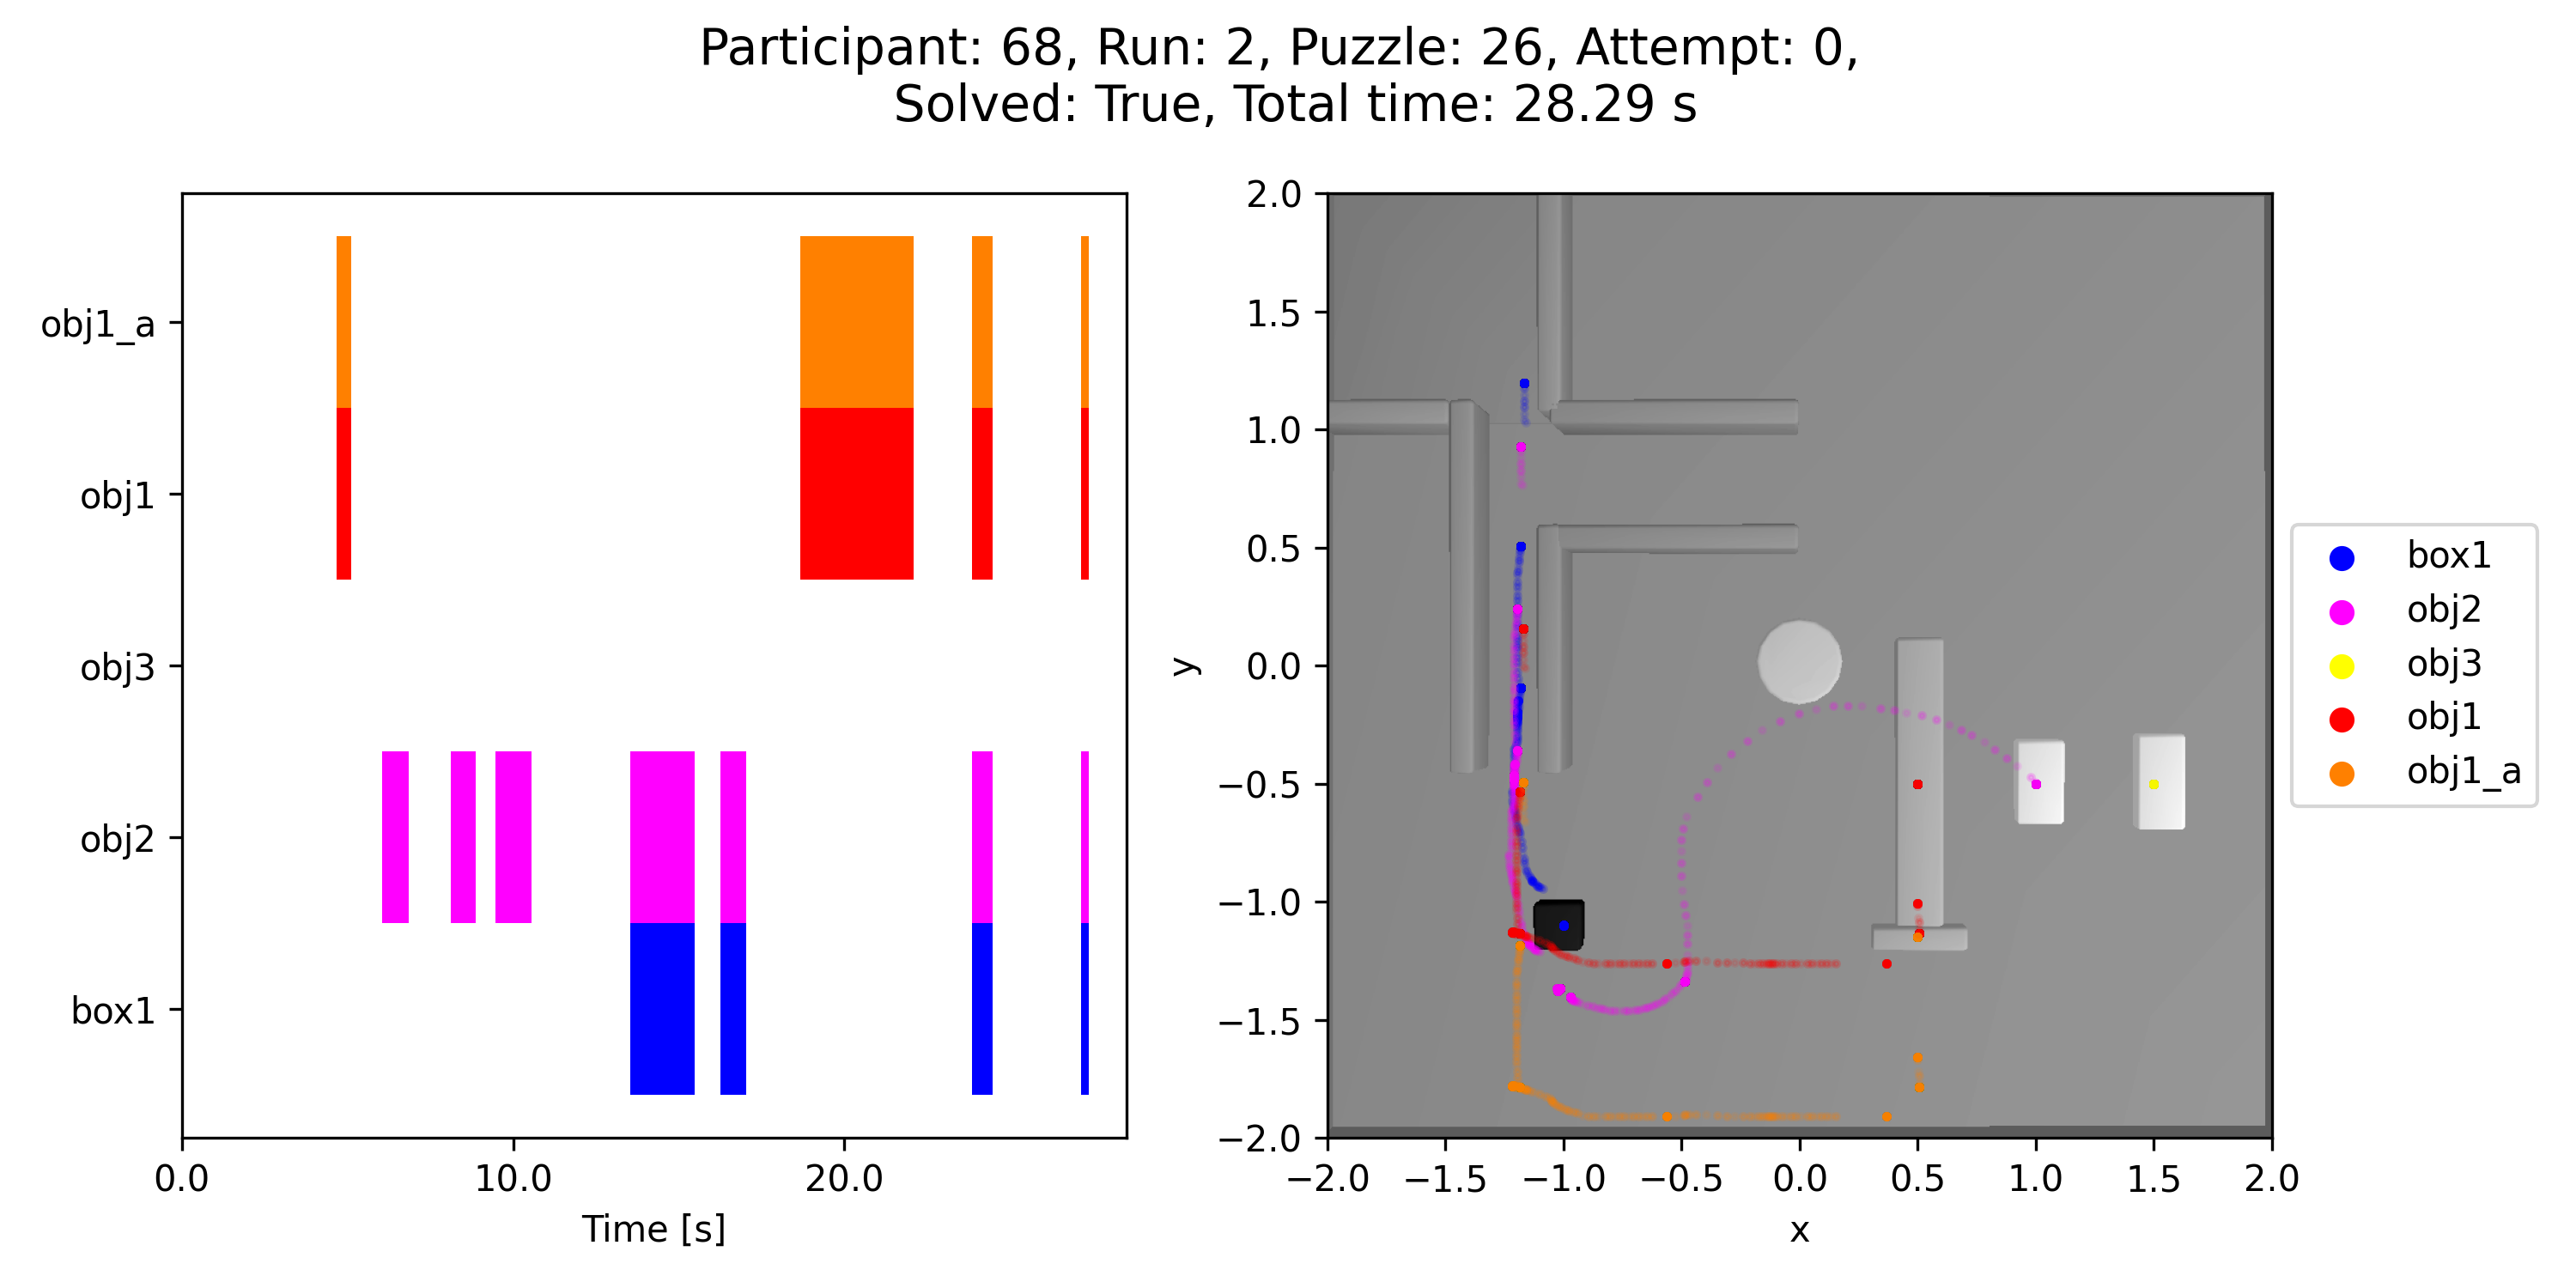 Participant: 68, Run: 2, Puzzle: 26, Attempt: 0,
Solved: True, Total time: 28.29 s
obj1_a
obj1
obj3
obj2
box1
0.0
10.0
20.0
Time [s]
2.0
1.5
1.0
0.5
0.0
−0.5
−1.0
−1.5
−2.0
y
−2.0
−1.5
−1.0
−0.5
0.0
0.5
1.0
1.5
2.0
x
box1
obj2
obj3
obj1
obj1_a